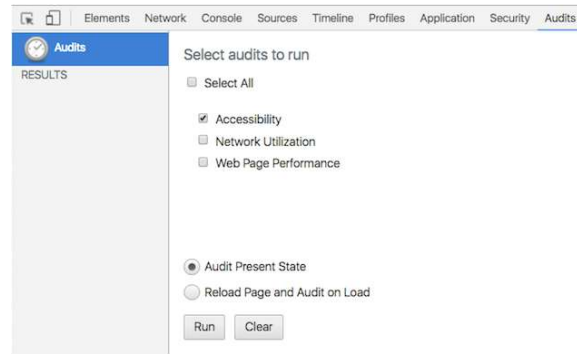 Elements Network Console Sources Timeline Profiles Application Security Audits
Audits
RESULTS
Select audits to run
Select All
Accessibility
Network Utilization
Web Page Performance
Audit Present State
Reload Page and Audit on Load
Run Clear